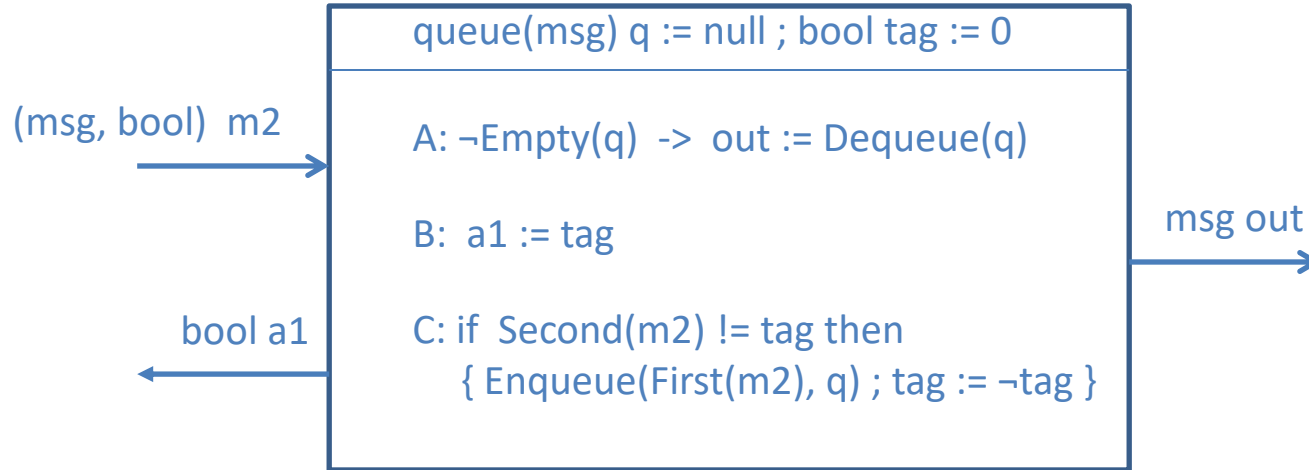 queue(msg) q := null ; bool tag := 0
(msg, bool)  m2
A: ¬Empty(q)  ->  out := Dequeue(q)
B:  a1 := tag
msg out
bool a1
C: if  Second(m2) != tag then
{ Enqueue(First(m2), q) ; tag := ¬tag }